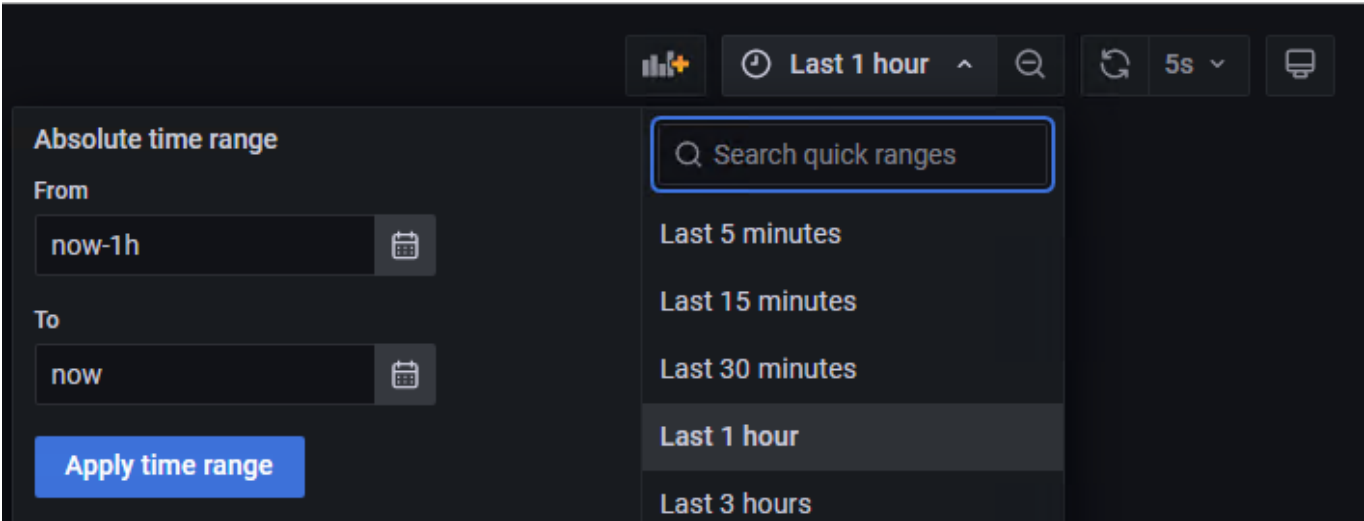 Last 1 hour
5s
Absolute time range
From
now-1h
To
now
Apply time range
Search quick ranges
Last 5 minutes
Last 15 minutes
Last 30 minutes
Last 1 hour
Last 3 hours